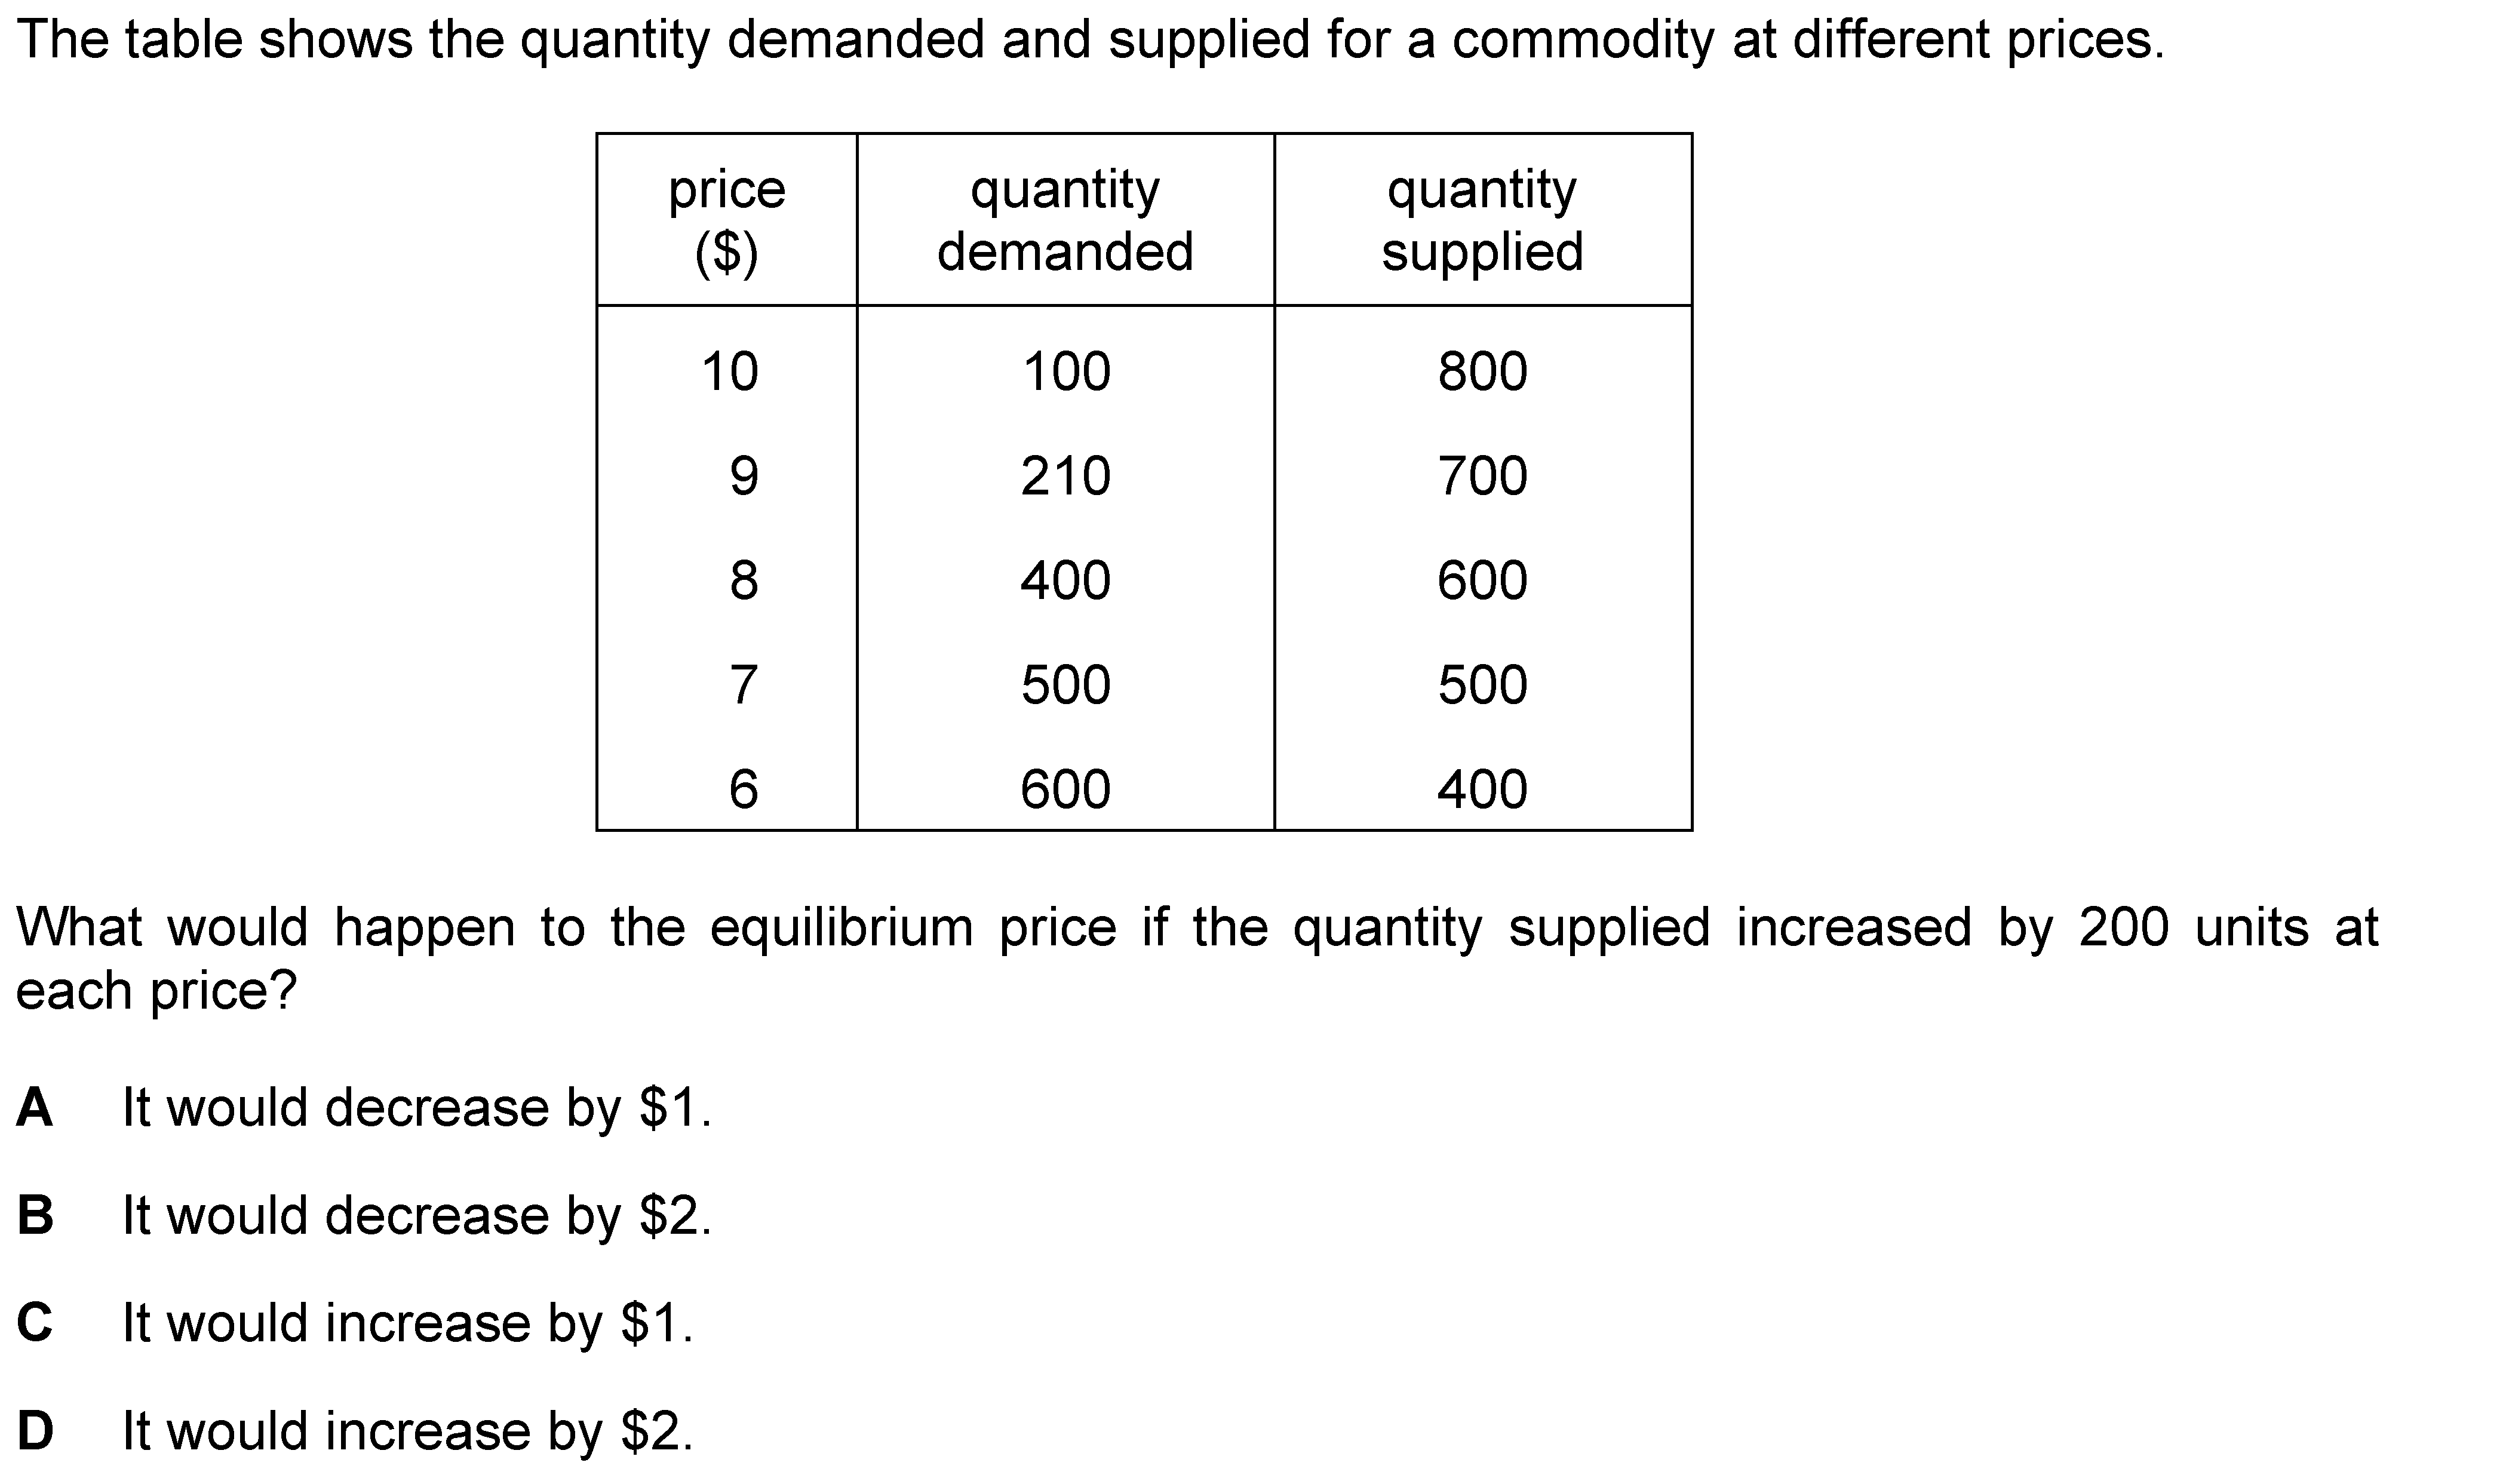 The table shows the quantity demanded and supplied for a commodity at different prices.
price ($) quantity demanded quantity supplied
10 100 800
9 210 700
8 400 600
7 500 500
6 600 400
What would happen to the equilibrium price if the quantity supplied increased by 200 units at
each price?
A It would decrease by $1.
B It would decrease by $2.
C It would increase by $1.
D It would increase by $2.